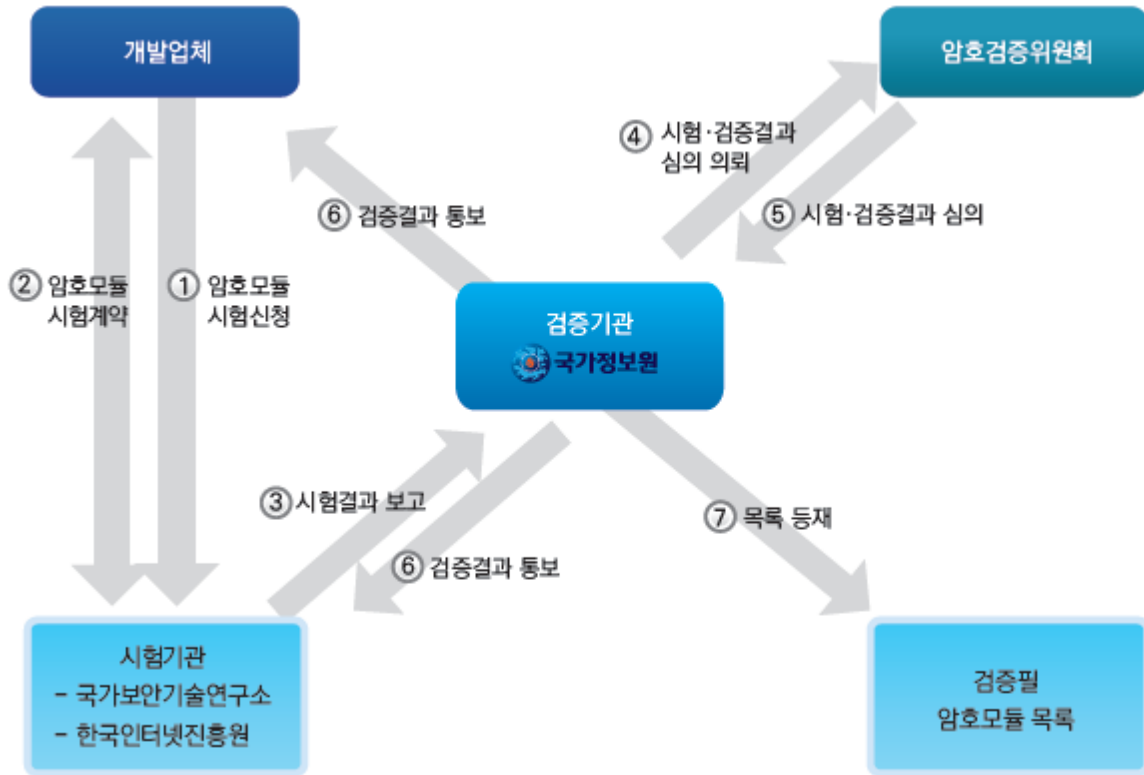 개발업체
암호검증위원회
④ 시험·검증결과
심의 의뢰
⑤ 시험·검증결과 심의
⑥ 검증결과 통보
② 암호모듈
시험계약
① 암호모듈
시험신청
검증기관
국가정보원
③ 시험결과 보고
⑥ 검증결과 통보
⑦ 목록 등재
시험기관
- 국가보안기술연구소
- 한국인터넷진흥원
검증필
암호모듈 목록